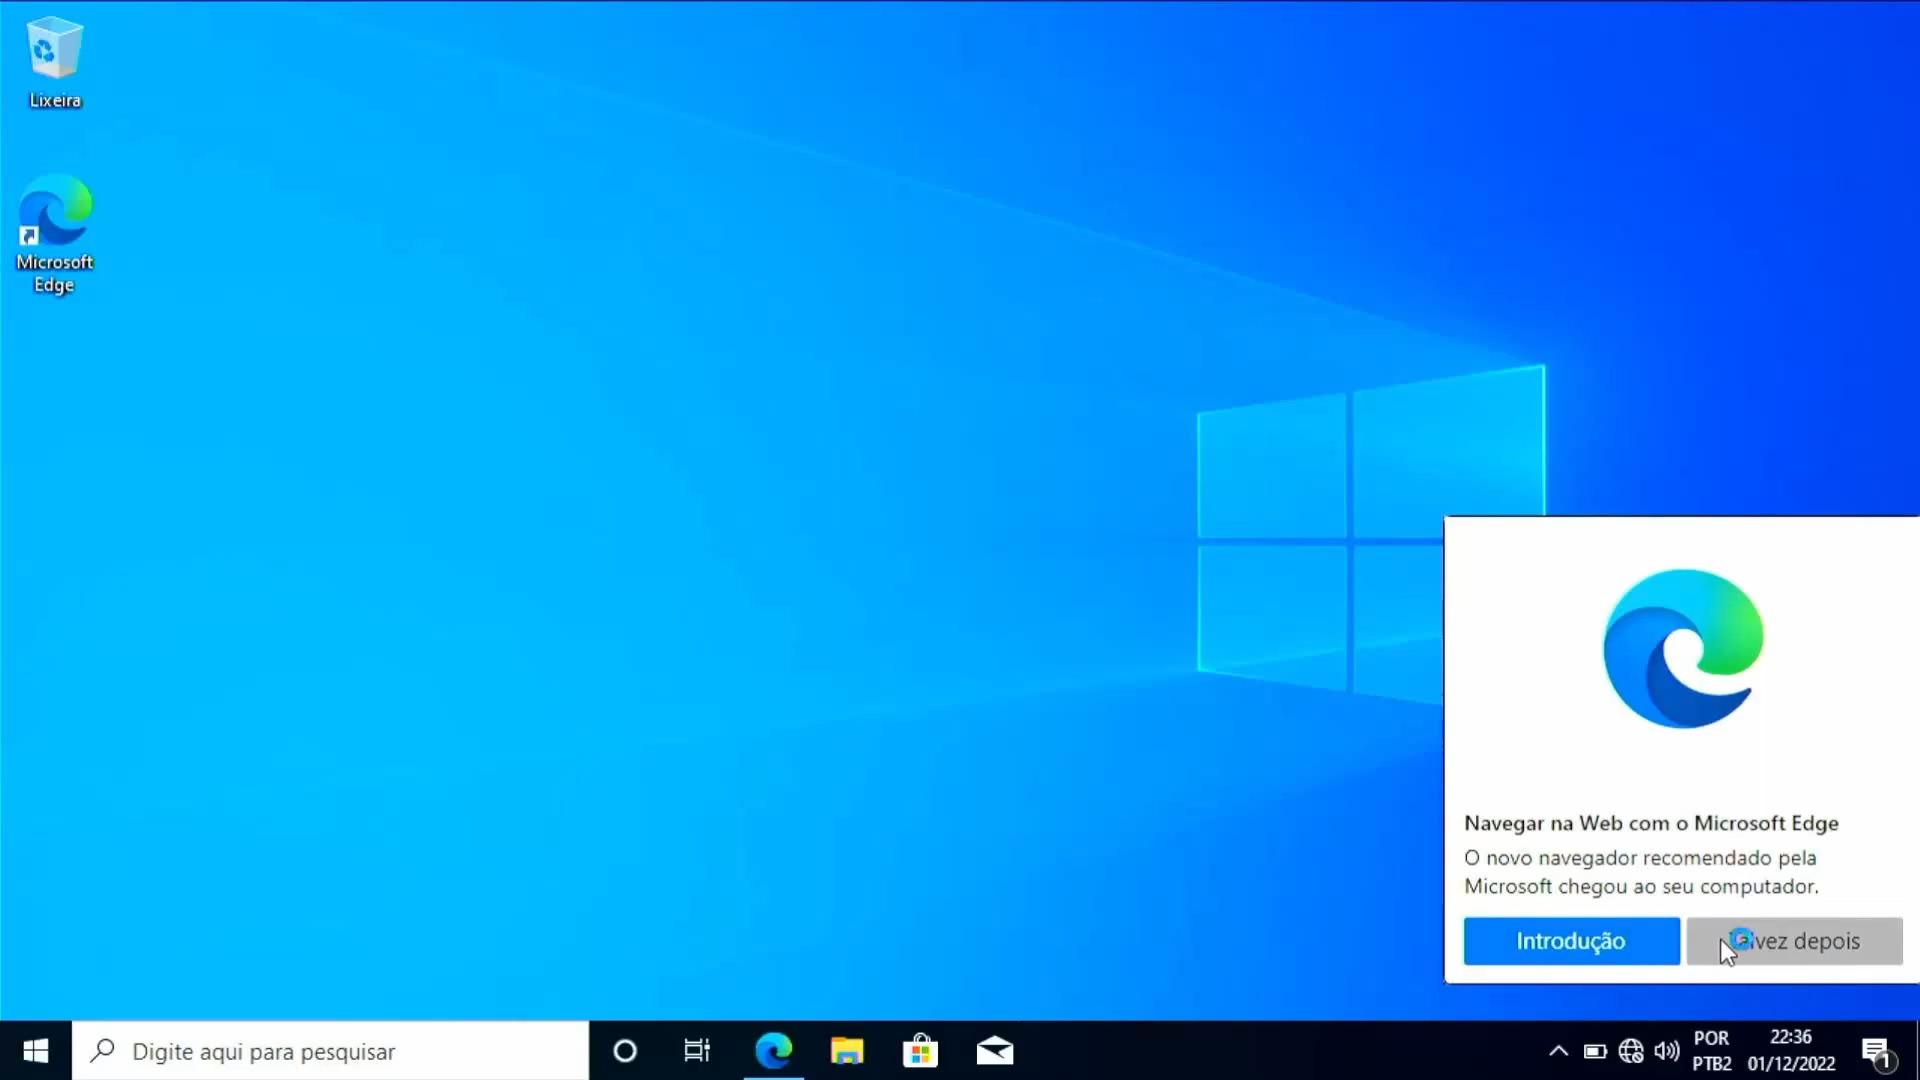 Lixeira
Microsoft
Edge
Navegar na Web com o Microsoft Edge
O novo navegador recomendado pela
Microsoft chegou ao seu computador.
Introdução
depois
Digite aqui para pesquisar
POR
PTB2
22:36
01/12/2022
1